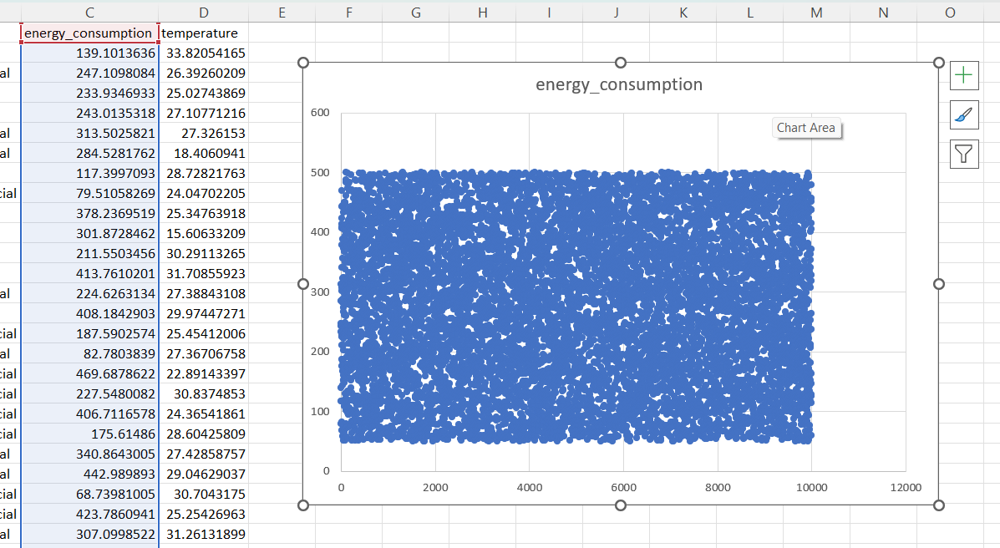 C D E F G H I J K L M N O
energy_consumption temperature
139.1013636 33.82054165
al 247.1098084 26.39260209
233.9346933 25.02743869
243.0135318 27.10771216
al 313.5025821 27.326153
al 284.5281762 18.4060941
117.3997093 28.72821763
cial 79.51058269 24.04702205
378.2369519 25.34763918
301.8728462 15.60633209
211.5503456 30.29113265
413.7610201 31.70855923
al 224.6263134 27.38843108
408.1842903 29.97447271
cial 187.5902574 25.45412006
al 82.7803839 27.36706758
cial 469.6878622 22.89143397
cial 227.5480082 30.8374853
cial 406.7116578 24.36541861
cial 175.61486 28.60425809
al 340.8643005 27.42858757
al 442.989893 29.04629037
cial 68.73981005 30.7043175
cial 423.7860941 25.25426963
al 307.0998522 31.26131899
energy_consumption
Chart Area
600
500
400
300
200
100
0
0 2000 4000 6000 8000 10000 12000